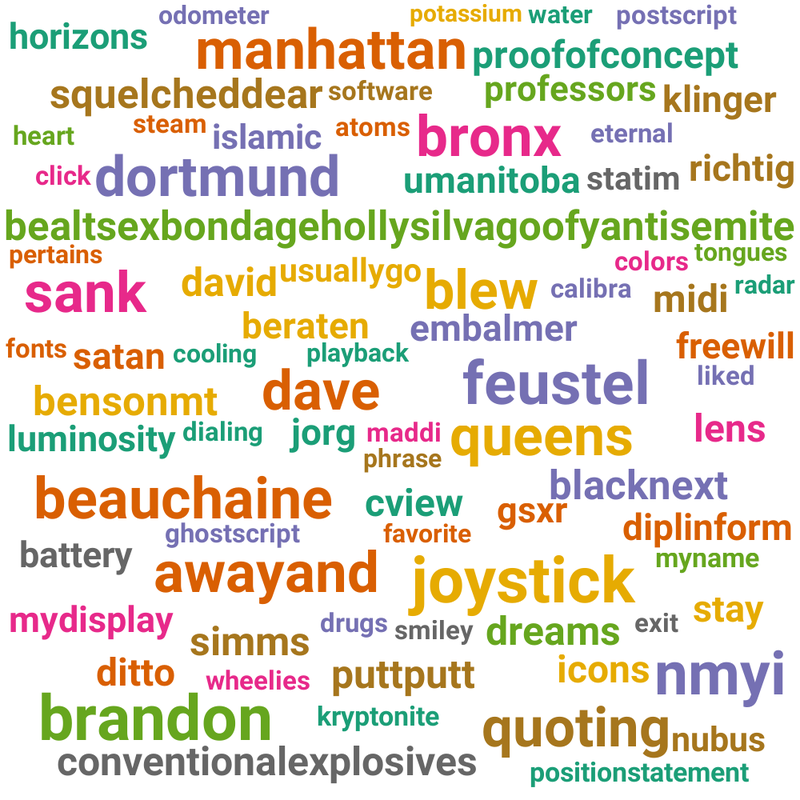 odometer potassium water postscript
horizons manhattan proofofconcept
squelcheddear software professors klinger
heart steam islamic atoms bronx eternal
click dortmund umanitoba statim richtig
bealtsexbondagehollysilvagoofyantisemite
pertains colors tongues
sank david usuallygo blew calibra midi radar
beraten embalmer
fonts satan cooling playback freewill
bensonmt dave feustel liked
luminosity dialing jorg maddi queens lens
phrase
beauchaine cview gsxr blacknext
ghostscript favorite diplinform
battery awayand joystick myname
mydisplay simms drugs smiley dreams exit stay
ditto wheelies puttputt icons nmyi
brandon kryptonite quoting nubus
conventionalexplosives positionstatement